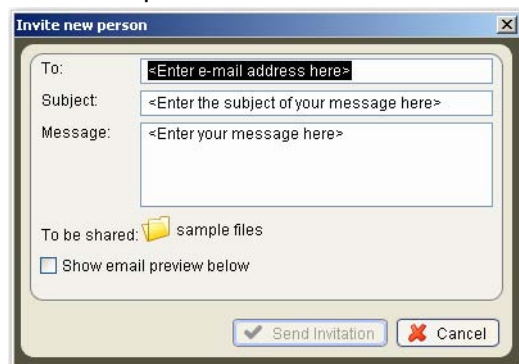 Invite new person
To: <Enter e-mail address here>
Subject: <Enter the subject of your message here>
Message: <Enter your message here>
To be shared: sample files
Show email preview below
Send Invitation Cancel